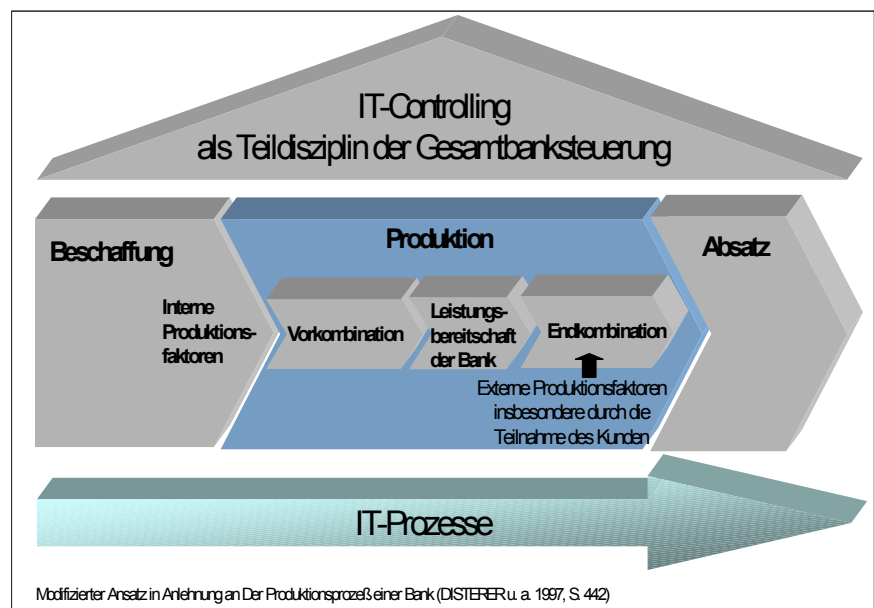 IT-Controlling
als Teildisziplin der Gesamtbanksteuerung
Beschaffung
Interne
Produktions-
faktoren
Produktion
Vorkombination
Leistungs-
bereitschaft
der Bank
Endkombination
Externe Produktionsfaktoren
insbesondere durch die
Teilnahme des Kunden
Absatz
IT-Prozesse
Modifizierter Ansatz in Anlehnung an Der Produktionsprozeß einer Bank (DISTERER u. a. 1997, S. 442)